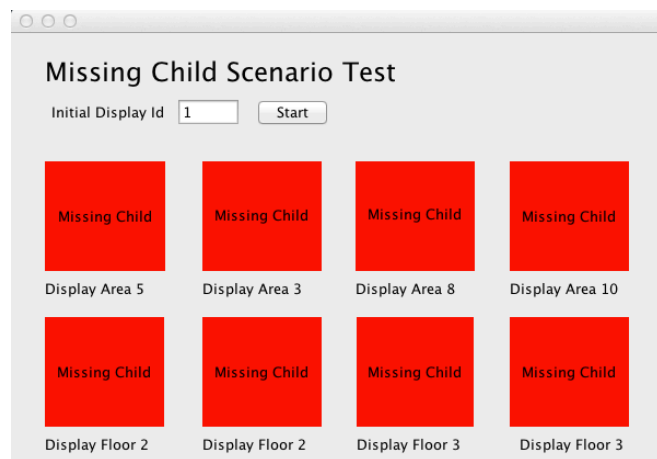 Missing Child Scenario Test
Initial Display Id 1 Start
Missing Child Missing Child Missing Child Missing Child
Display Area 5 Display Area 3 Display Area 8 Display Area 10
Missing Child Missing Child Missing Child Missing Child
Display Floor 2 Display Floor 2 Display Floor 3 Display Floor 3